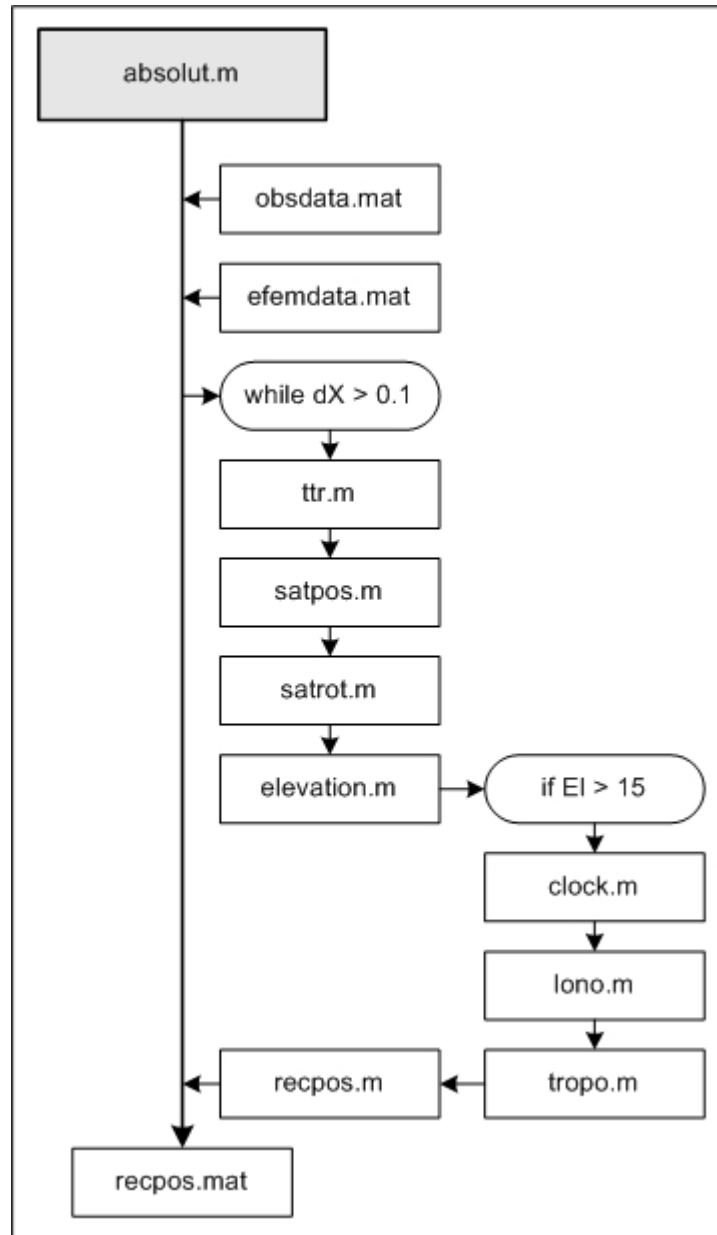 absolut.m
obsdata.mat
efemdata.mat
while dX > 0.1
ttr.m
satpos.m
satrot.m
elevation.m
if El > 15
clock.m
Iono.m
recpos.m
tropo.m
recpos.mat